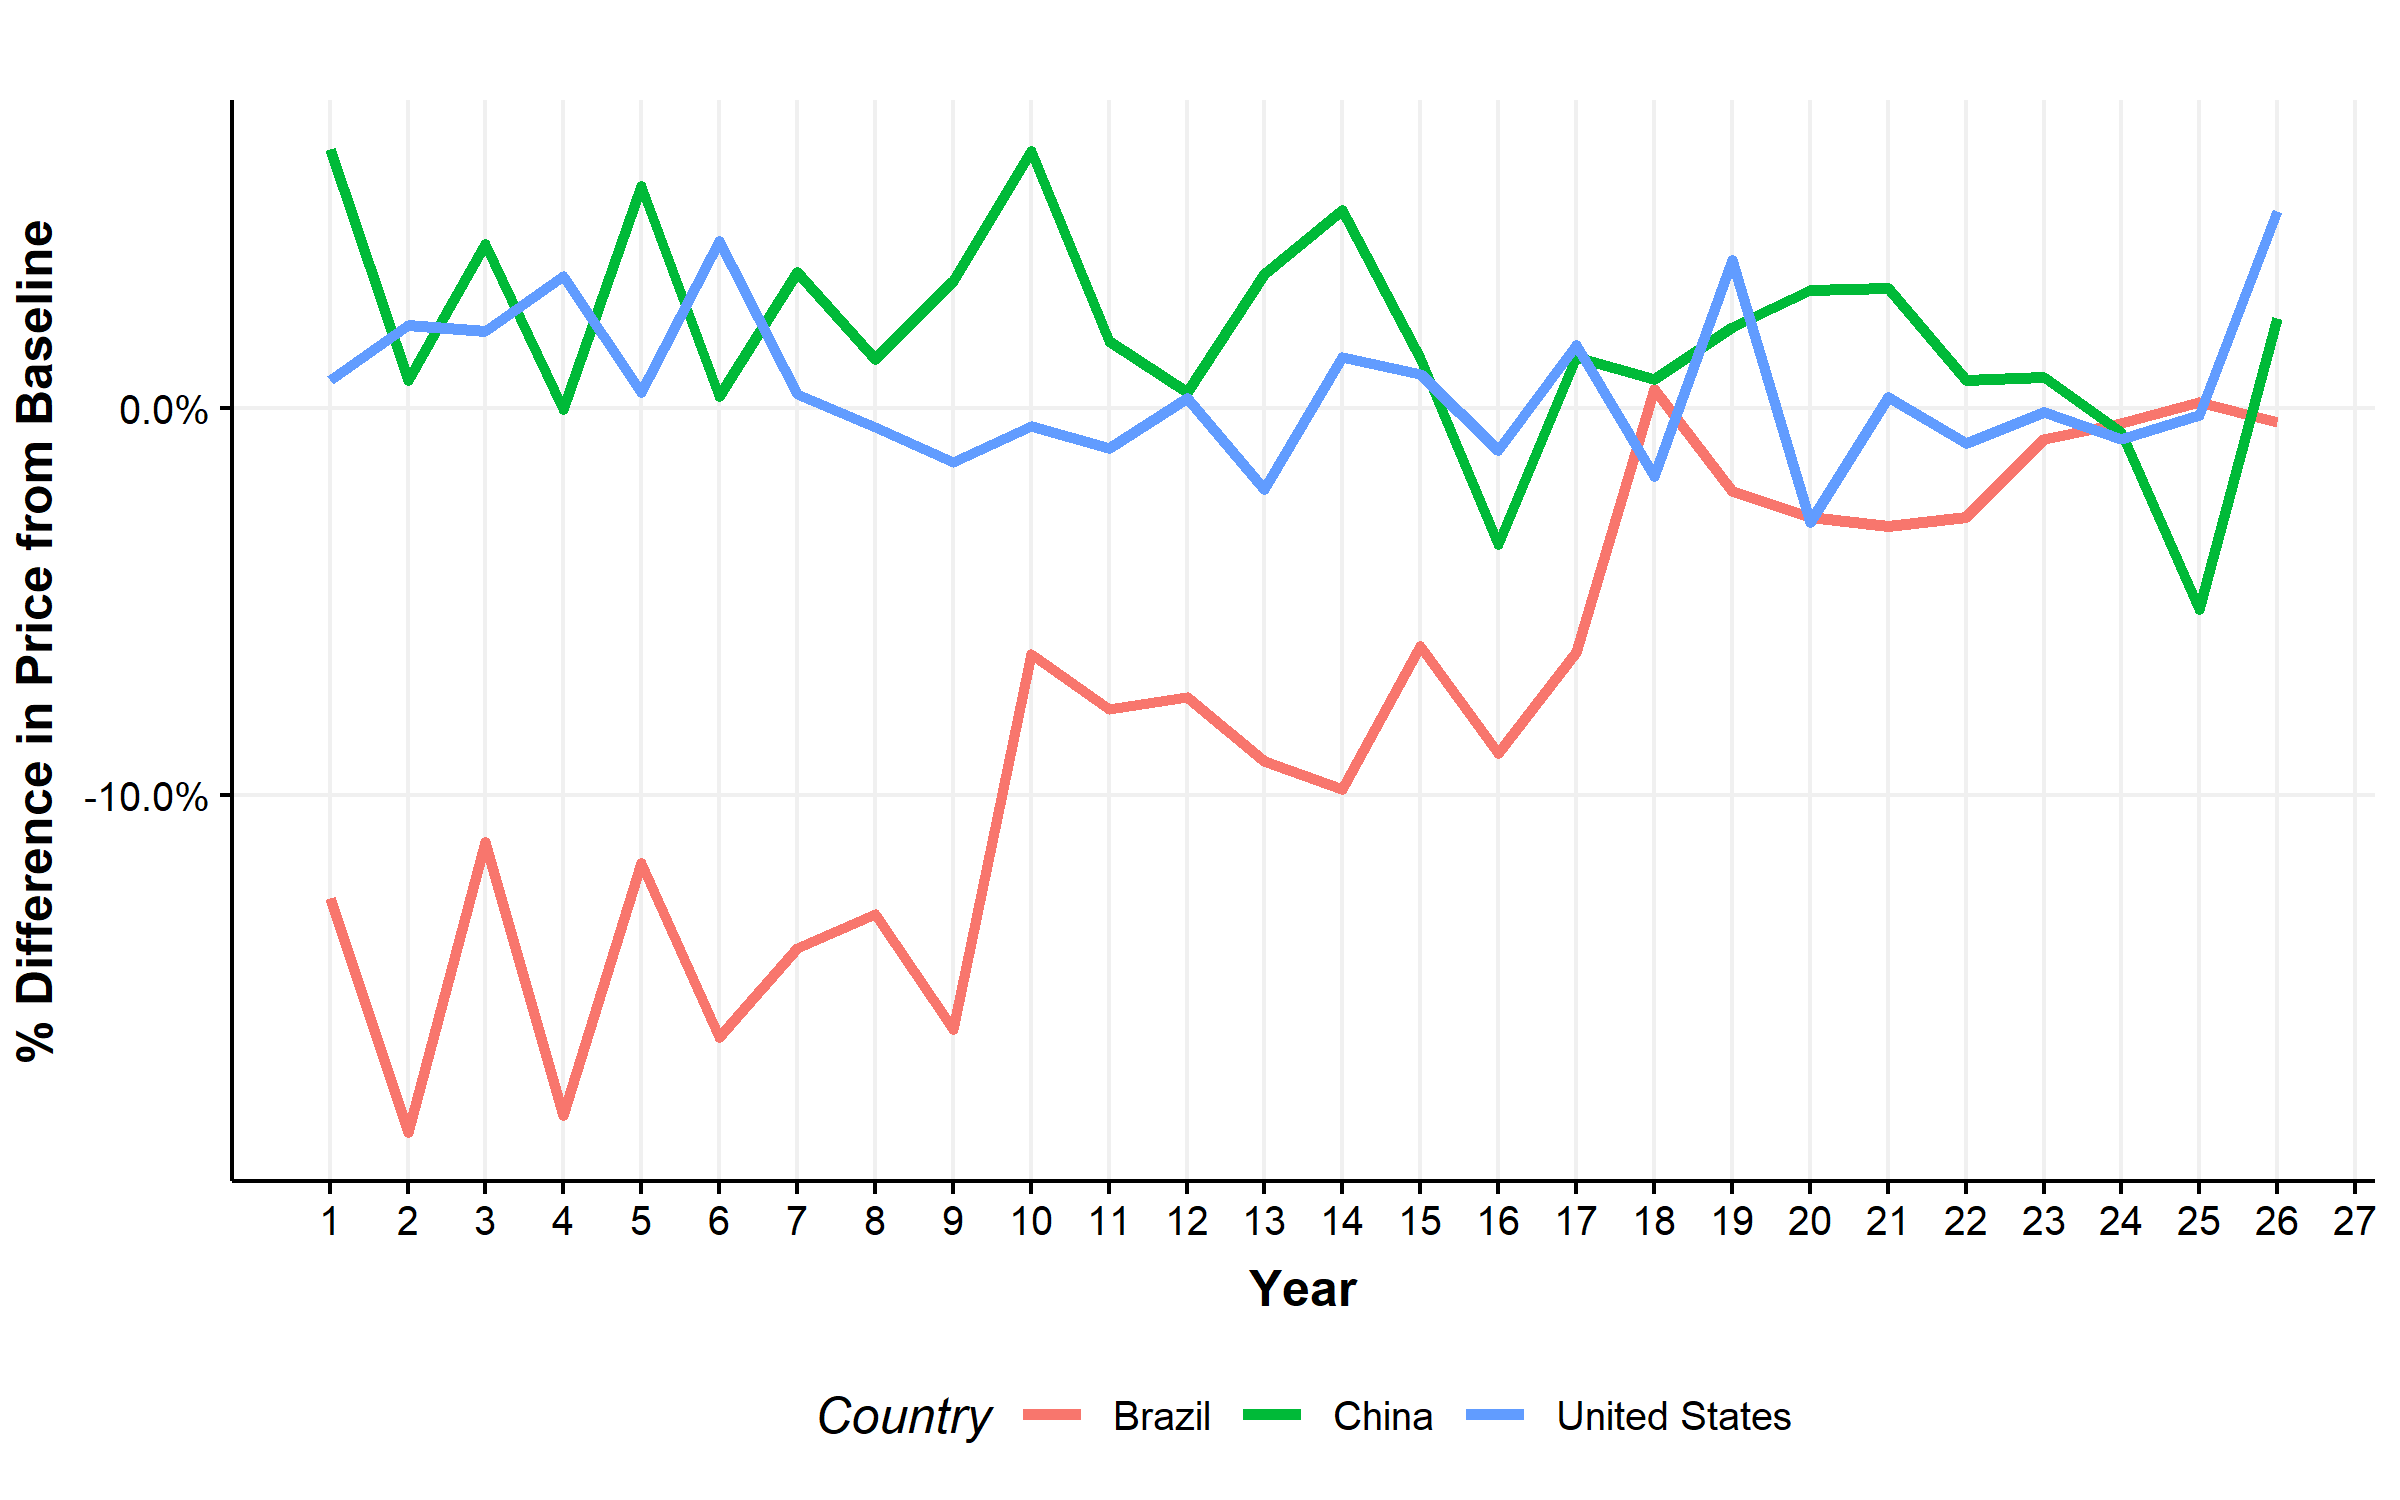 % Difference in Price from Baseline
0.0%
-10.0%
1 2 3 4 5 6 7 8 9 10 11 12 13 14 15 16 17 18 19 20 21 22 23 24 25 26 27
Year
Country Brazil China United States